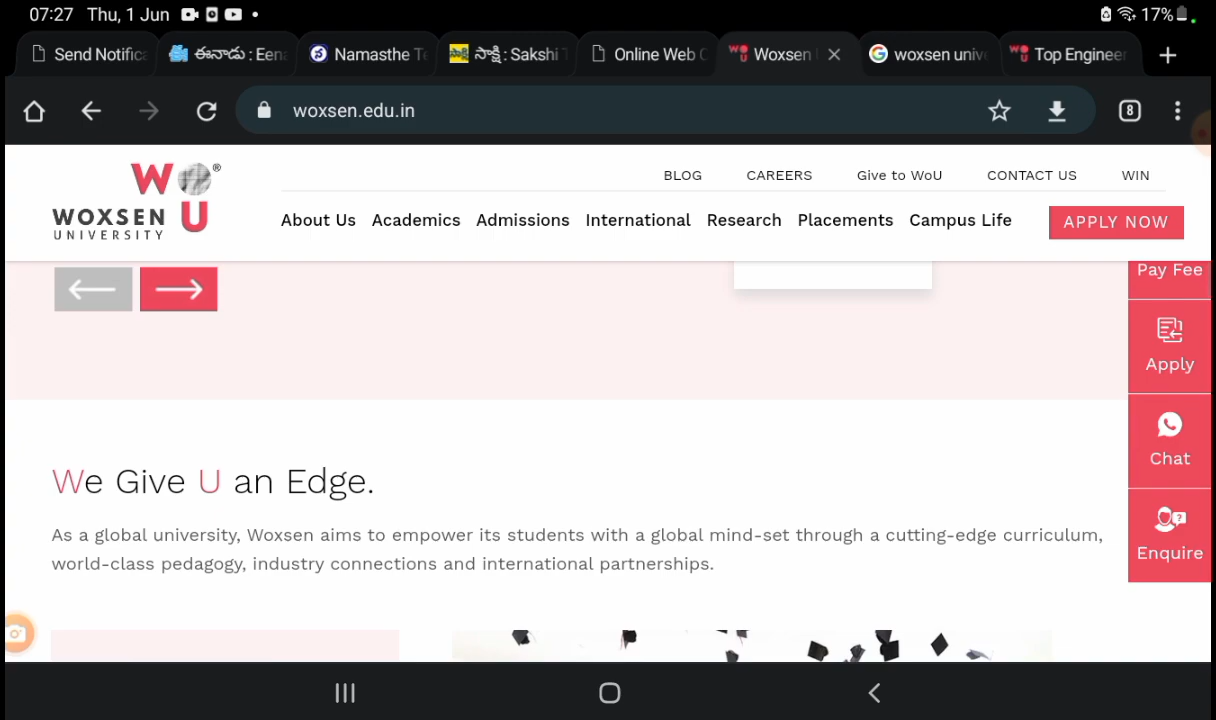 07:27 Thu, 1 Jun
17%
Send Notifica
ఈనాడు : Een
Namasthe Te
సాక్షి : Sakshi T
Online Web C
Woxsen
woxsen unive
Top Engineer
woxsen.edu.in
8
WU®
WOXSEN
UNIVERSITY
BLOG CAREERS Give to WoU CONTACT US WIN
About Us Academics Admissions International Research Placements Campus Life APPLY NOW
Pay Fee
Apply
Chat
Enquire
We Give U an Edge.
As a global university, Woxsen aims to empower its students with a global mind-set through a cutting-edge curriculum,
world-class pedagogy, industry connections and international partnerships.